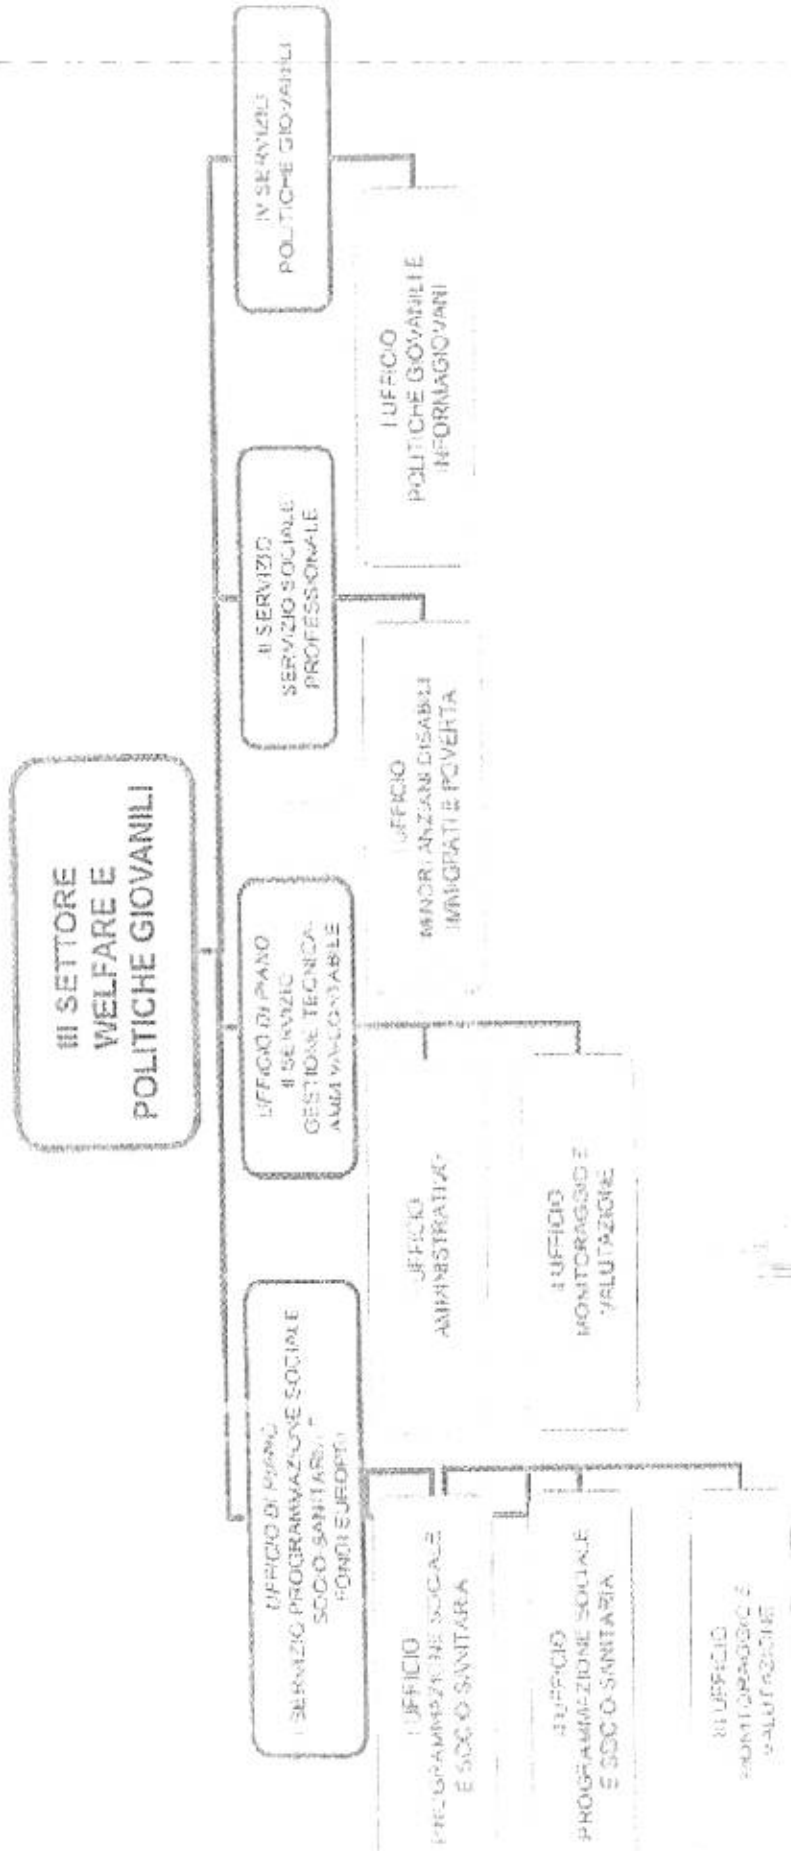 III SETTORE
WELFARE E
POLITICHE GIOVANILI
UFFICIO DI PIANO
I SERVIZIO PROGRAMMAZIONE SOCIALE
SOCIO-SANITARIA E
FONDI EUROPEI
UFFICIO DI PIANO
II SERVIZIO
GESTIONE TECNICA
III SERVIZIO
SERVIZIO SOCIALE
PROFESSIONALE
IV SERVIZIO
POLITICHE GIOVANILI
I UFFICIO
PROGRAMMAZIONE SOCIALE
E SOCIO SANITARIA
II UFFICIO
PROGRAMMAZIONE SOCIALE
E SOCIO-SANITARIA
III UFFICIO
MONITORAGGIO E
VALUTAZIONE
UFFICIO
AMMINISTRATIVO
II UFFICIO
MONITORAGGIO E
VALUTAZIONE
I UFFICIO
MINORI ANZIANI DISABILI
IMMIGRATI E POVERTA
I UFFICIO
POLITICHE GIOVANILI E
INFORMAGIOVANI